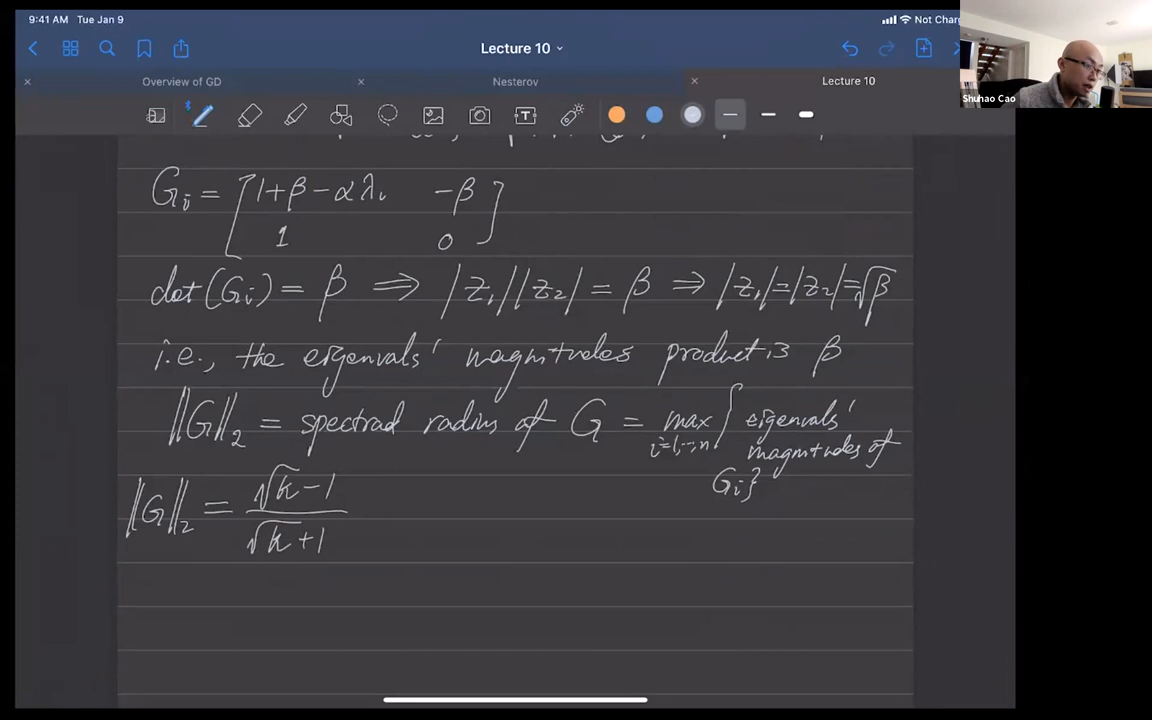 9:41 AM Tue Jan 9
Not Charg
Lecture 10
Shuhao Cao
Overview of GD
Nesterov
Lecture 10
G_i = [1+β-αλ_i -β
1 0]
det(G_i) = β ⟹ |z_1||z_2| = β ⟹ |z_1|=|z_2|=√β
i.e., the eigenvals' magnitudes product is β
‖G‖_2 = spectral radius of G = max_{i=1,...,n} { eigenvals'
magnitudes of
G_i}
‖G‖_2 = (√κ-1)/(√κ+1)